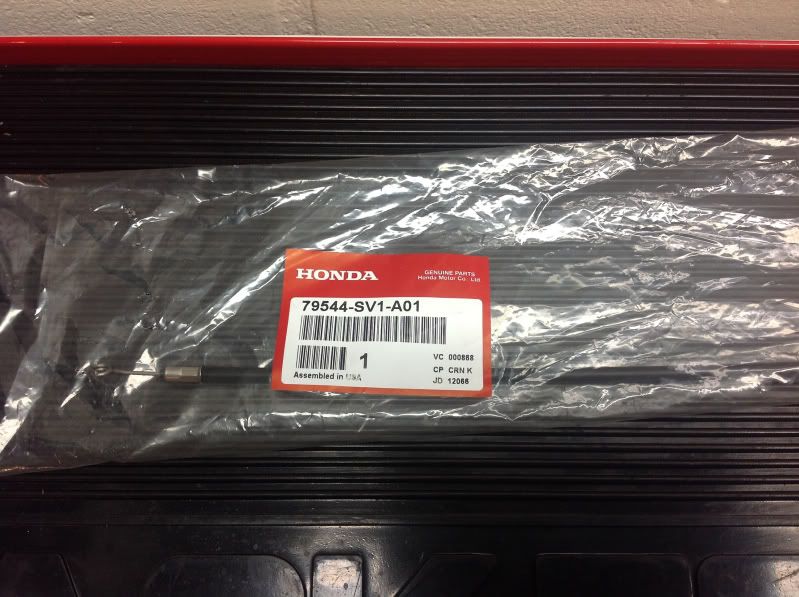 HONDA
GENUINE PARTS
Honda Motor Co. Ltd
79544-SV1-A01
1
VC 000868
CP CRN K
Assembled in USA
JD 12066